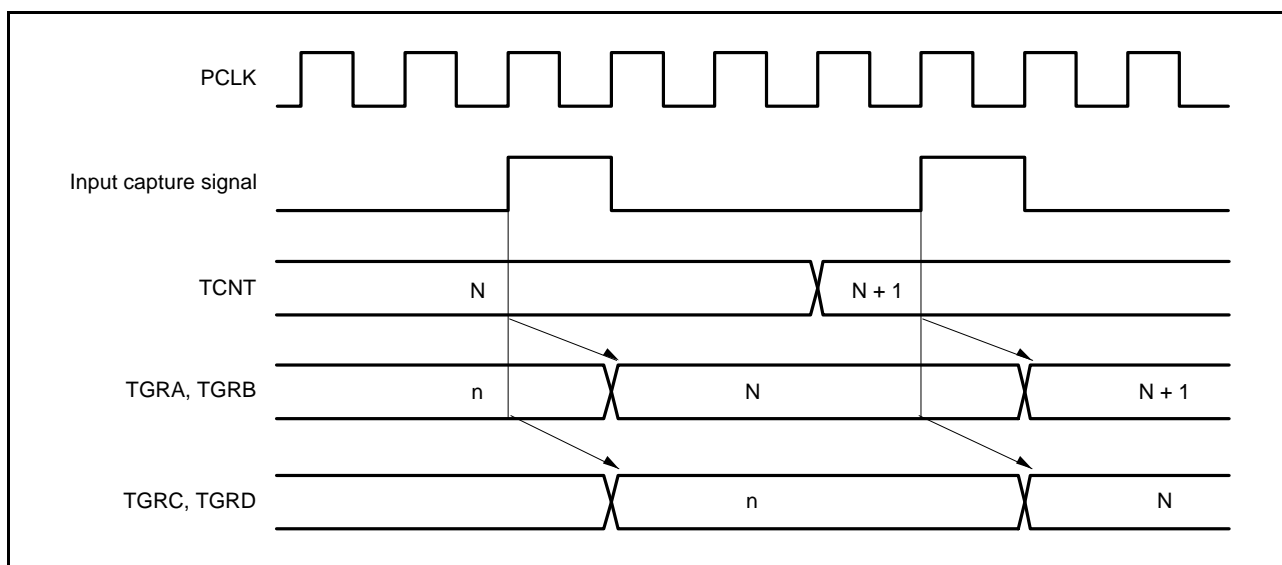 PCLK
Input capture signal
TCNT N N + 1
TGRA, TGRB n N N + 1
TGRC, TGRD n N